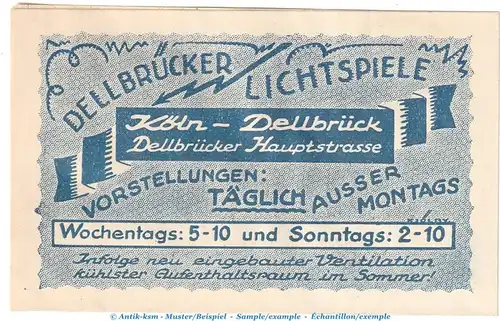 DELLBRÜCKER LICHTSPIELE
Köln - Dellbrück
Dellbrücker Hauptstrasse
VORSTELLUNGEN: TÄGLICH AUSSER MONTAGS
Wochentags: 5-10 und Sonntags: 2-10
Infolge neu eingebauter Ventilation
kühlster Aufenthaltsraum im Sommer!
© Antik-ksm - Muster/Beispiel - Sample/example - Échantillon/exemple